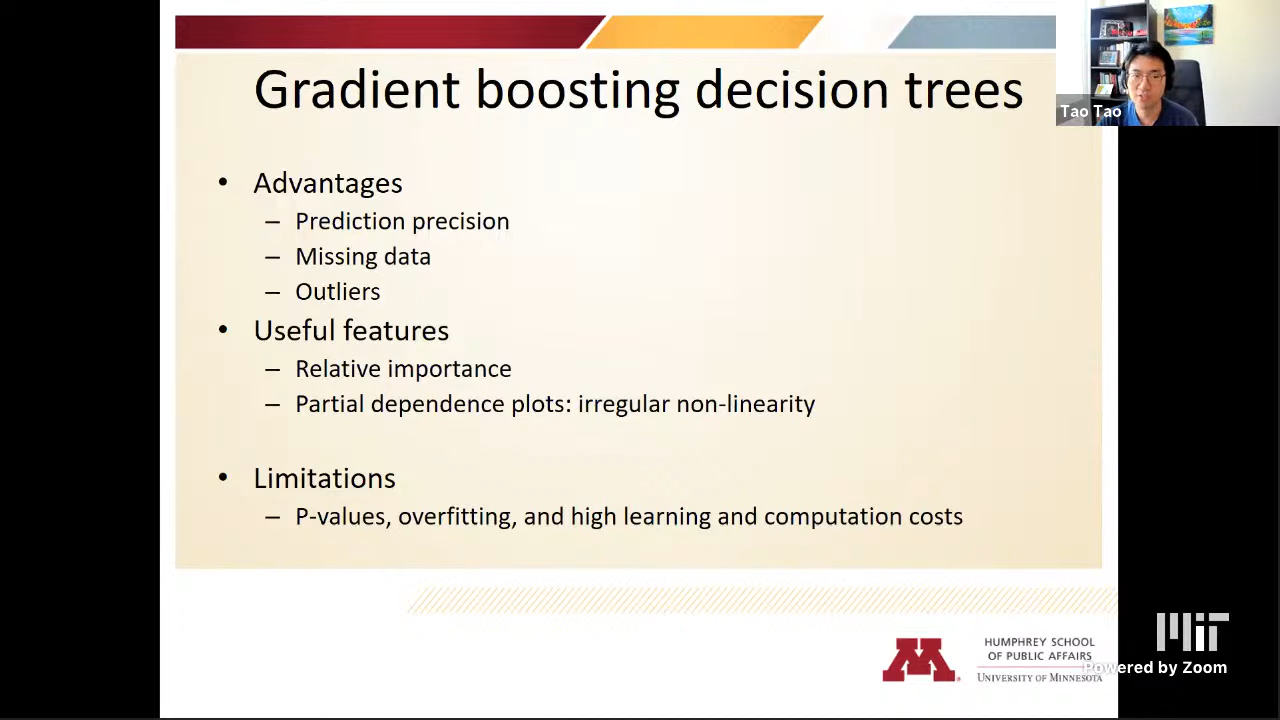 Gradient boosting decision trees
Tao Tao
• Advantages
– Prediction precision
– Missing data
– Outliers
• Useful features
– Relative importance
– Partial dependence plots: irregular non-linearity
• Limitations
– P-values, overfitting, and high learning and computation costs
M
HUMPHREY SCHOOL
OF PUBLIC AFFAIRS
UNIVERSITY OF MINNESOTA
MIT
Powered by Zoom